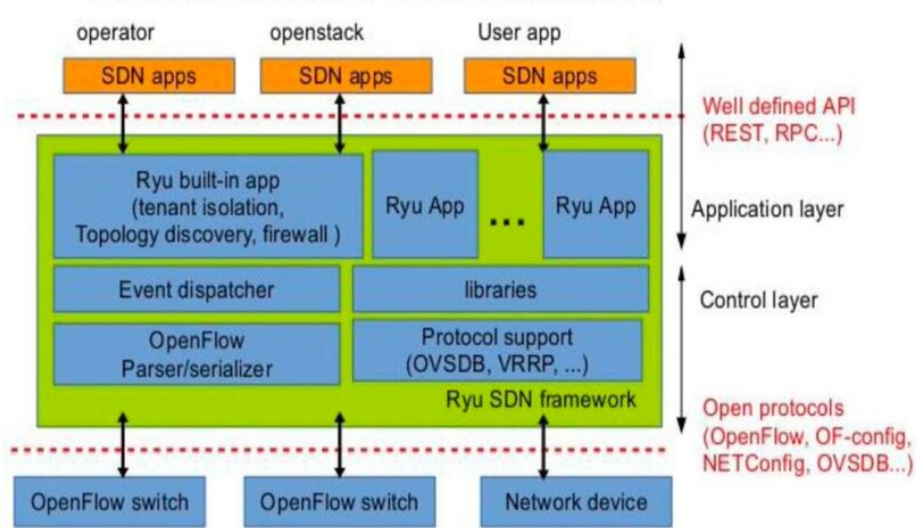 operator
openstack
User app
SDN apps
SDN apps
SDN apps
Well defined API
(REST, RPC...)
Ryu built-in app
(tenant isolation,
Topology discovery, firewall )
Ryu App
...
Ryu App
Application layer
Event dispatcher
libraries
Control layer
OpenFlow
Parser/serializer
Protocol support
(OVSDB, VRRP, ...)
Ryu SDN framework
Open protocols
(OpenFlow, OF-config,
NETConfig, OVSDB...)
OpenFlow switch
OpenFlow switch
Network device